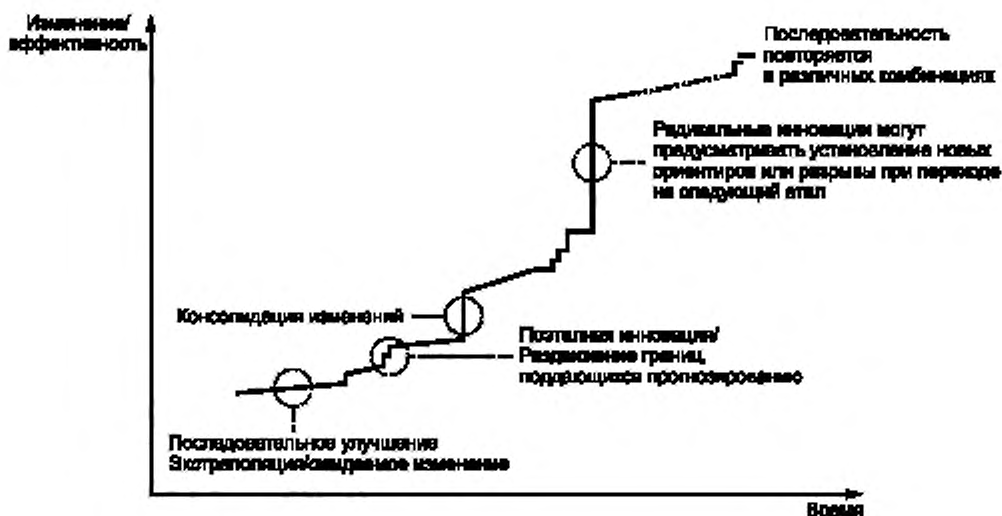 Изменение/
эффективность
Последовательность
повторяется
в различных комбинациях
Радикальные инновации могут
предусматривать установление новых
ориентиров или разрывы при переходе
на следующий этап
Консолидация изменений
Поэтапная инновация/
Раздвижение границ,
поддающихся прогнозированию
Последовательное улучшение
Экстраполяция/ожидаемое изменение
Время